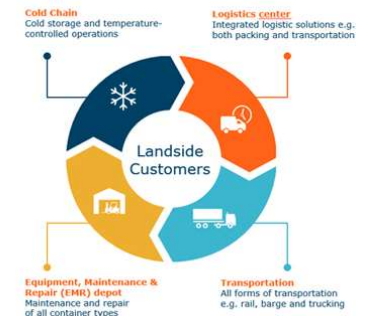 Cold Chain
Cold storage and temperature-
controlled operations
Logistics center
Integrated logistic solutions e.g.
both packing and transportation
Landside
Customers
Equipment, Maintenance &
Repair (EMR) depot
Maintenance and repair
of all container types
Transportation
All forms of transportation
e.g. rail, barge and trucking